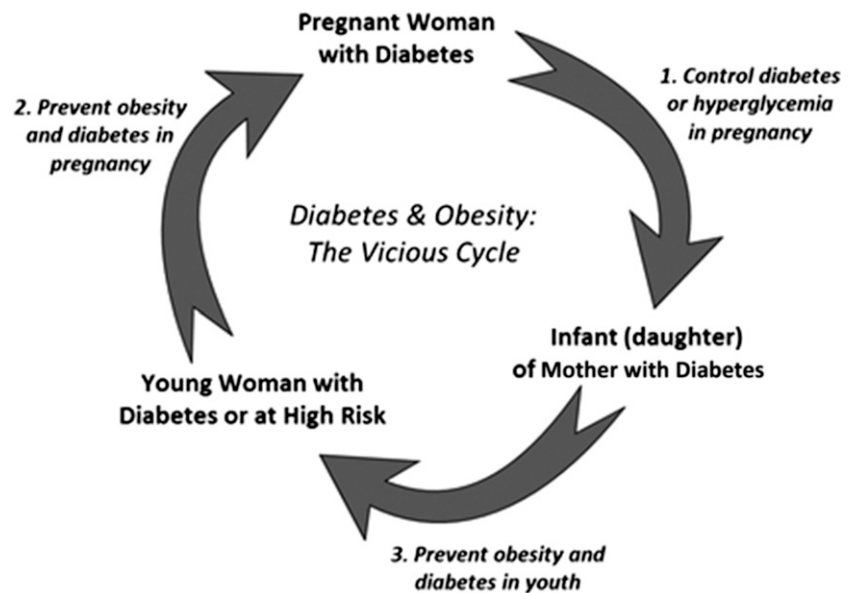 Pregnant Woman
with Diabetes
1. Control diabetes
or hyperglycemia
in pregnancy
2. Prevent obesity
and diabetes in
pregnancy
Diabetes & Obesity:
The Vicious Cycle
Infant (daughter)
of Mother with Diabetes
Young Woman with
Diabetes or at High Risk
3. Prevent obesity and
diabetes in youth